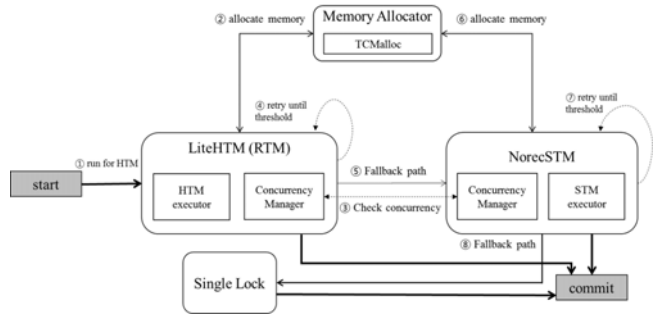 ② allocate memory
Memory Allocator
⑥ allocate memory
TCMalloc
④ retry until
threshold
⑦ retry until
threshold
LiteHTM (RTM)
NorecSTM
① run for HTM
⑤ Fallback path
start
HTM
executor
Concurrency
Manager
③ Check concurrency
Concurrency
Manager
STM
executor
⑧ Fallback path
Single Lock
commit